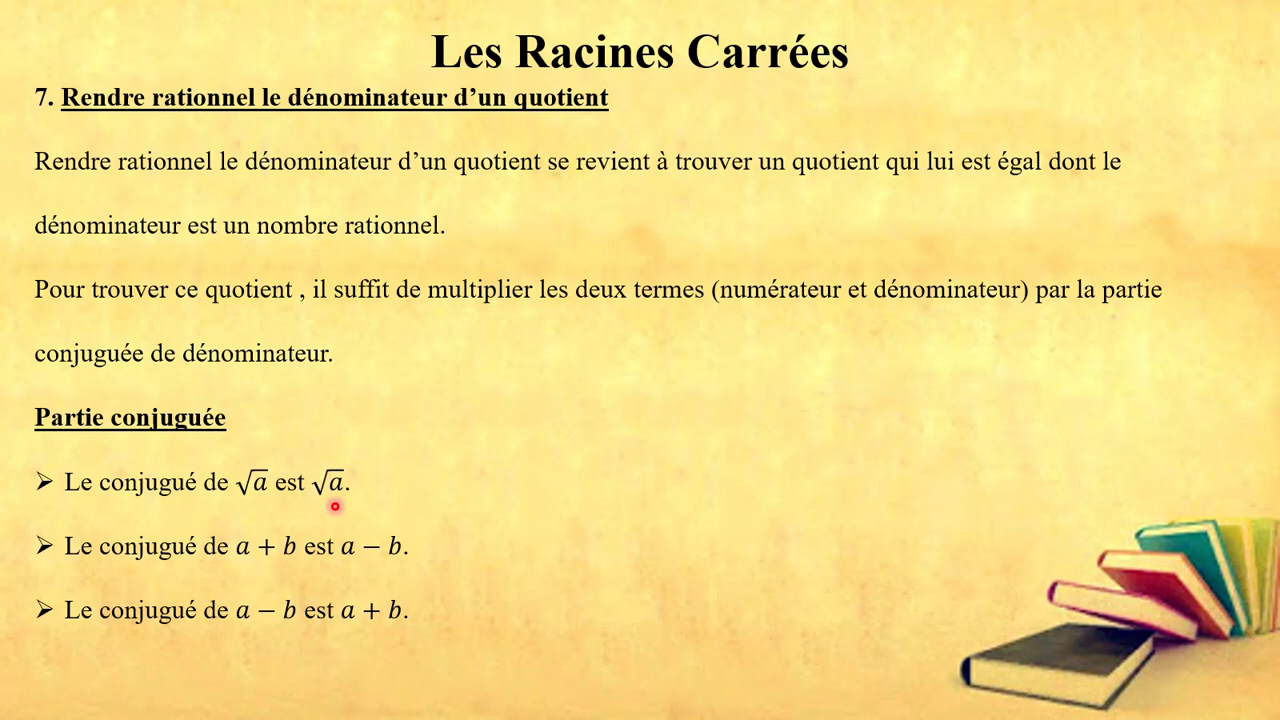 Les Racines Carrées
7. Rendre rationnel le dénominateur d’un quotient
Rendre rationnel le dénominateur d’un quotient se revient à trouver un quotient qui lui est égal dont le
dénominateur est un nombre rationnel.
Pour trouver ce quotient , il suffit de multiplier les deux termes (numérateur et dénominateur) par la partie
conjuguée de dénominateur.
Partie conjuguée
➢ Le conjugué de √a est √a.
➢ Le conjugué de a + b est a − b.
➢ Le conjugué de a − b est a + b.